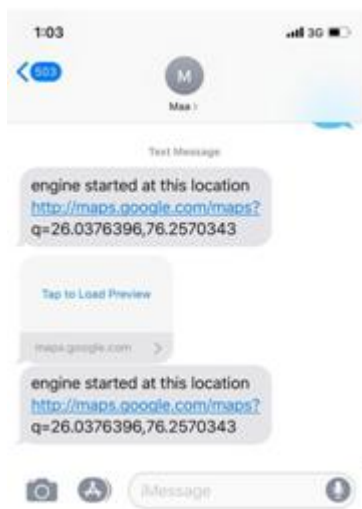 1:03
3G
503
M
Maa >
Text Message
engine started at this location
http://maps.google.com/maps?
q=26.0376396,76.2570343
Tap to Load Preview
maps.google.com
engine started at this location
http://maps.google.com/maps?
q=26.0376396,76.2570343
iMessage